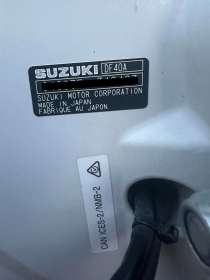 SUZUKI DF40A
SUZUKI MOTOR CORPORATION
MADE IN JAPAN
FABRIQUE AU JAPON
CAN ICES-2/NMB-2